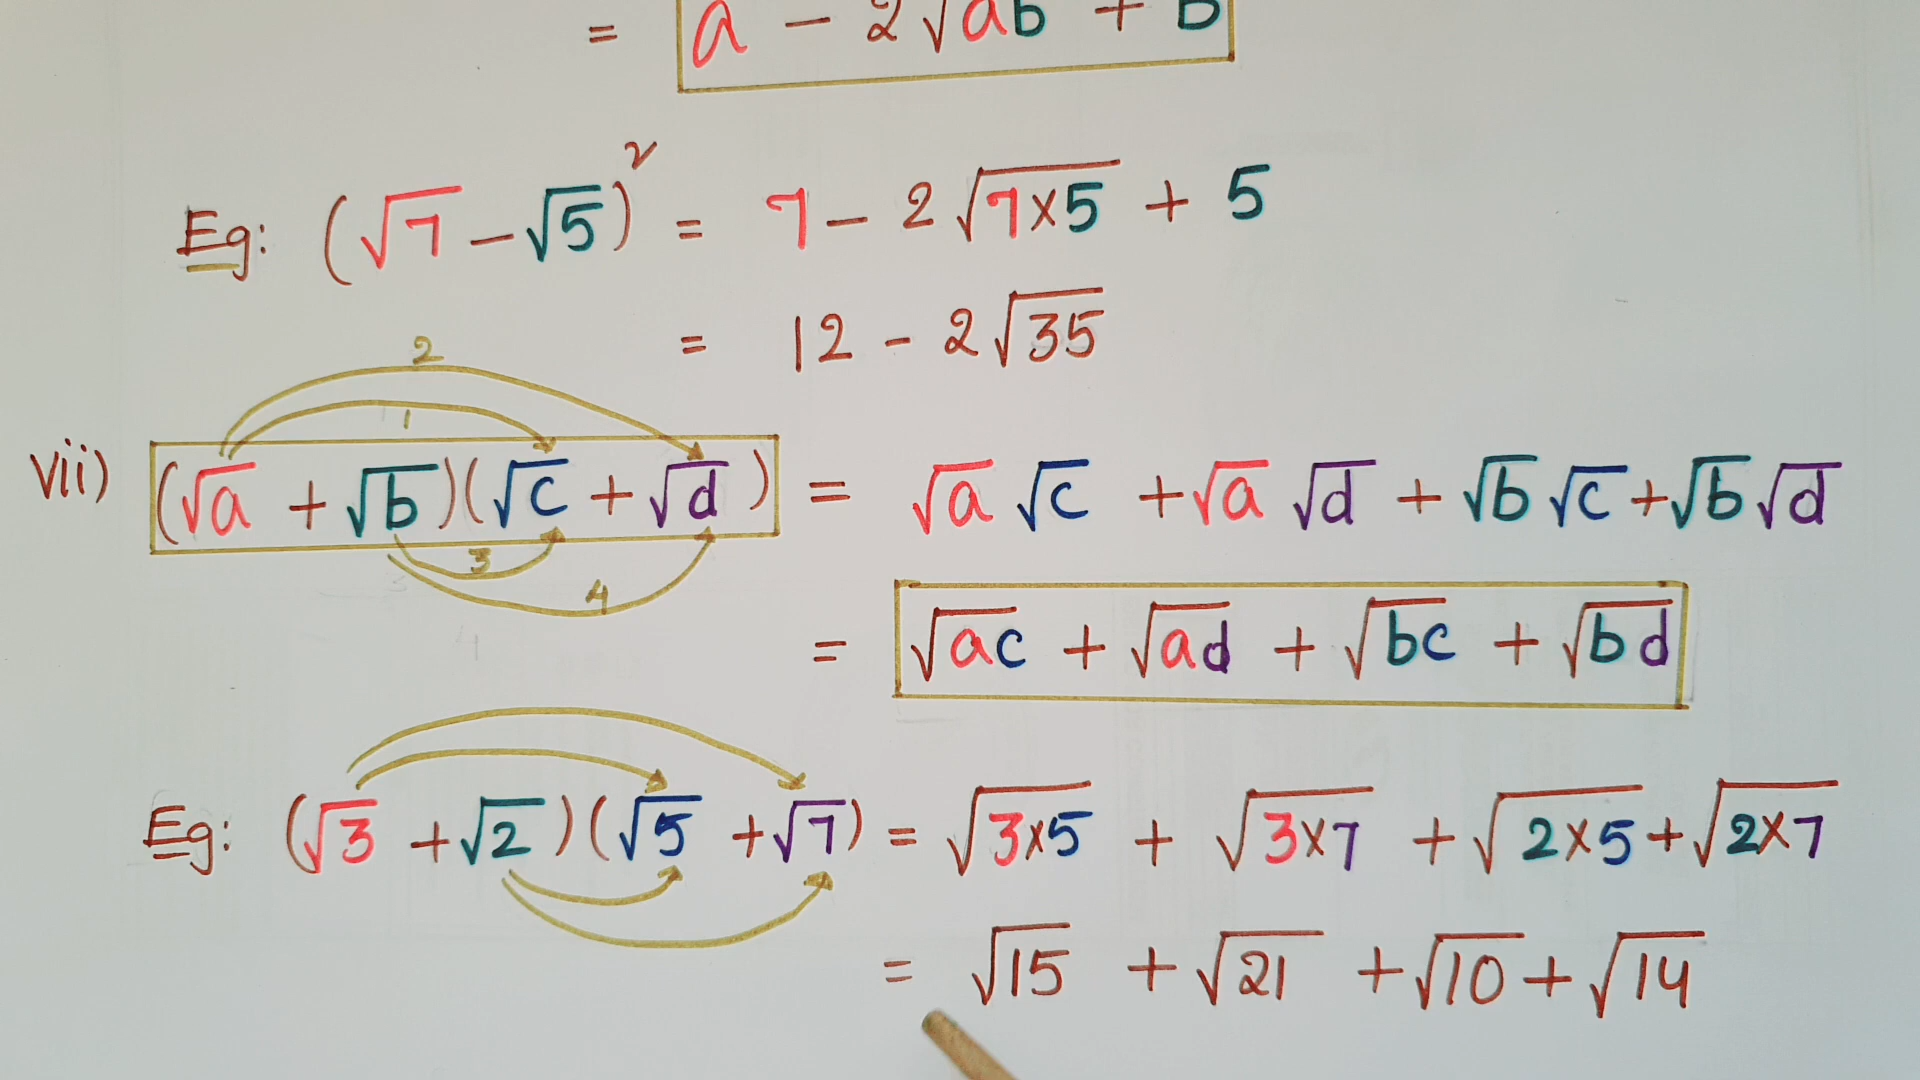 = a - 2√ab + b
Eg: (√7 - √5)² = 7 - 2√7×5 + 5
= 12 - 2√35
2
1
vii) (√a + √b)(√c + √d) = √a √c + √a √d + √b √c + √b √d
3
4
= √ac + √ad + √bc + √bd
Eg: (√3 + √2)(√5 + √7) = √3×5 + √3×7 + √2×5 + √2×7
= √15 + √21 + √10 + √14